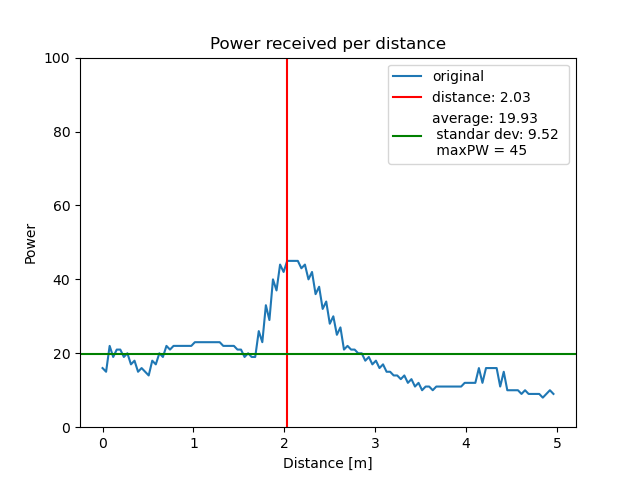 Power received per distance
100
80
60
40
20
0
Power
original
distance: 2.03
average: 19.93
standar dev: 9.52
maxPW = 45
0 1 2 3 4 5
Distance [m]